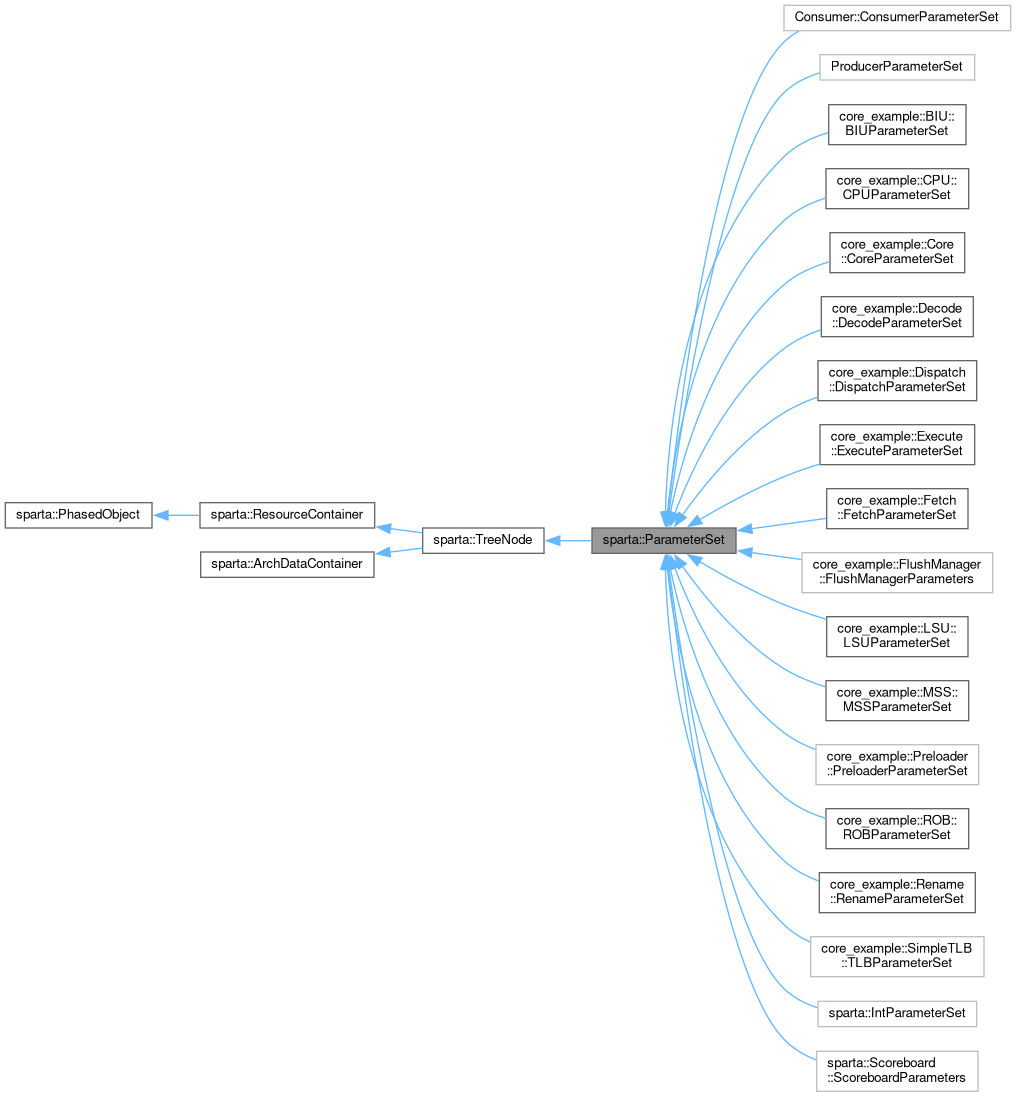 Consumer::ConsumerParameterSet
ProducerParameterSet
core_example::BIU::
BIUParameterSet
core_example::CPU::
CPUParameterSet
core_example::Core
::CoreParameterSet
core_example::Decode
::DecodeParameterSet
core_example::Dispatch
::DispatchParameterSet
core_example::Execute
::ExecuteParameterSet
core_example::Fetch
::FetchParameterSet
sparta::PhasedObject
sparta::ResourceContainer
sparta::ArchDataContainer
sparta::TreeNode
sparta::ParameterSet
core_example::FlushManager
::FlushManagerParameters
core_example::LSU::
LSUParameterSet
core_example::MSS::
MSSParameterSet
core_example::Preloader
::PreloaderParameterSet
core_example::ROB::
ROBParameterSet
core_example::Rename
::RenameParameterSet
core_example::SimpleTLB
::TLBParameterSet
sparta::IntParameterSet
sparta::Scoreboard
::ScoreboardParameters